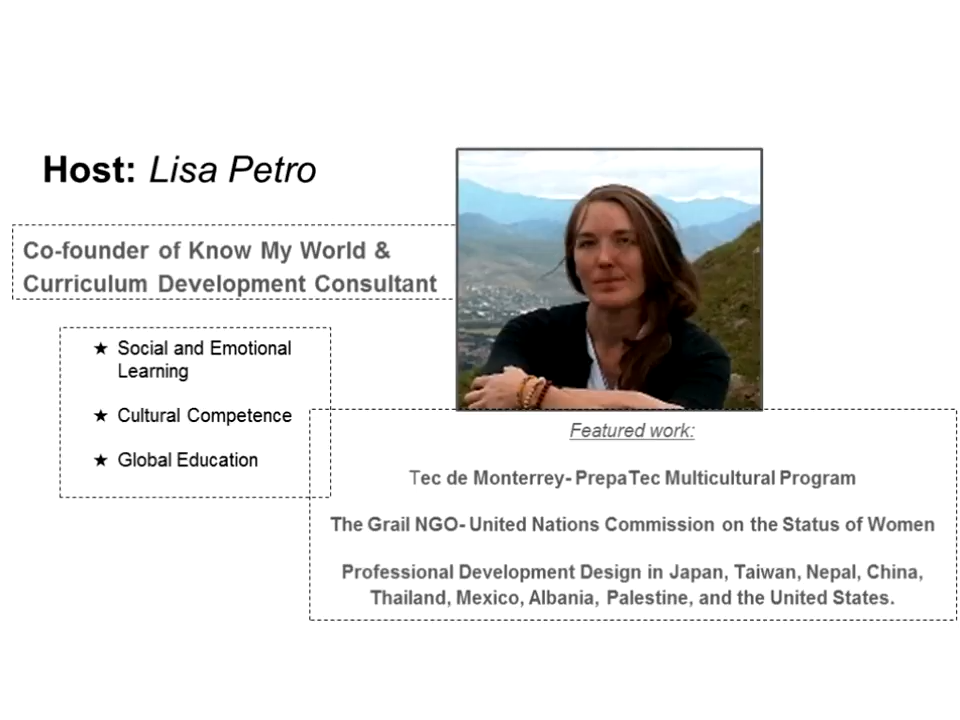 Host: Lisa Petro
Co-founder of Know My World &
Curriculum Development Consultant
★ Social and Emotional
Learning
★ Cultural Competence
★ Global Education
Featured work:
Tec de Monterrey- PrepaTec Multicultural Program
The Grail NGO- United Nations Commission on the Status of Women
Professional Development Design in Japan, Taiwan, Nepal, China,
Thailand, Mexico, Albania, Palestine, and the United States.